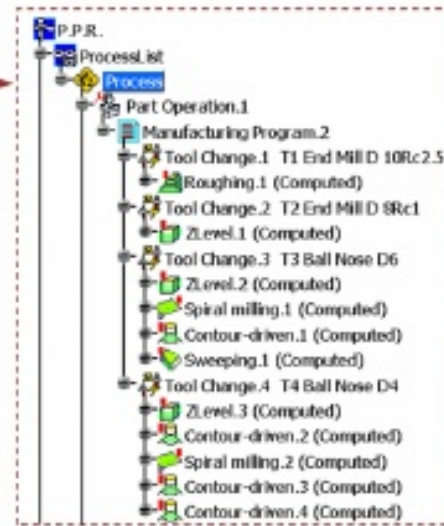 P.P.R.
ProcessList
Process
Part Operation.1
Manufacturing Program.2
Tool Change.1 T1 End Mill D 10Rc2.5
Roughing.1 (Computed)
Tool Change.2 T2 End Mill D 8Rc1
ZLevel.1 (Computed)
Tool Change.3 T3 Ball Nose D6
ZLevel.2 (Computed)
Spiral milling.1 (Computed)
Contour-driven.1 (Computed)
Sweeping.1 (Computed)
Tool Change.4 T4 Ball Nose D4
ZLevel.3 (Computed)
Contour-driven.2 (Computed)
Spiral milling.2 (Computed)
Contour-driven.3 (Computed)
Contour-driven.4 (Computed)